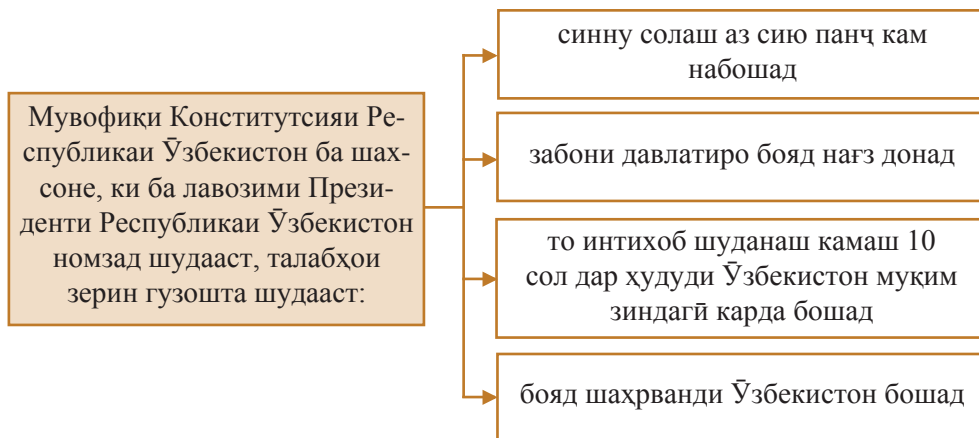 Мувофиқи Конститутсияи Ре-
спубликаи Ӯзбекистон ба шах-
соне, ки ба лавозими Прези-
денти Республикаи Ӯзбекистон
номзад шудааст, талабҳои
зерин гузошта шудааст:
синну солаш аз сию панҷ кам
набошад
забони давлатиро бояд нағз донад
то интихоб шуданаш камаш 10
сол дар ҳудуди Ӯзбекистон муқим
зиндагӣ карда бошад
бояд шаҳрванди Ӯзбекистон бошад